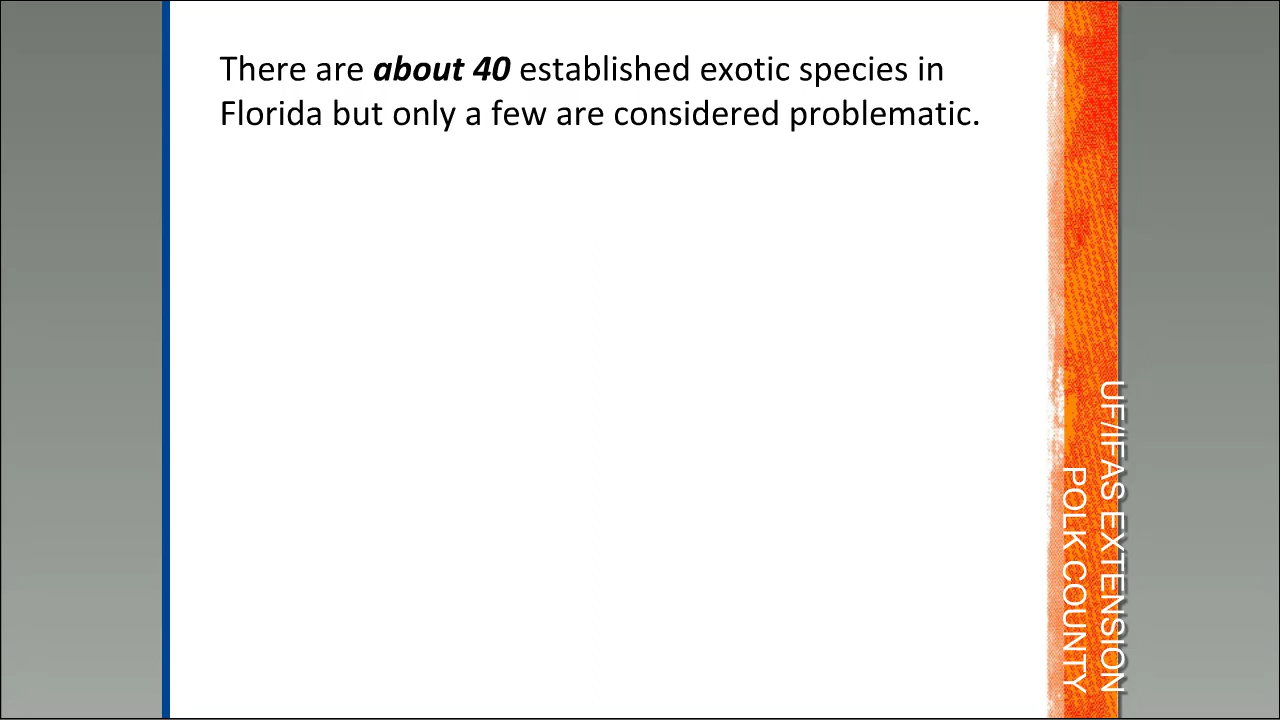 There are about 40 established exotic species in
Florida but only a few are considered problematic.
UF/IFAS EXTENSION
POLK COUNTY